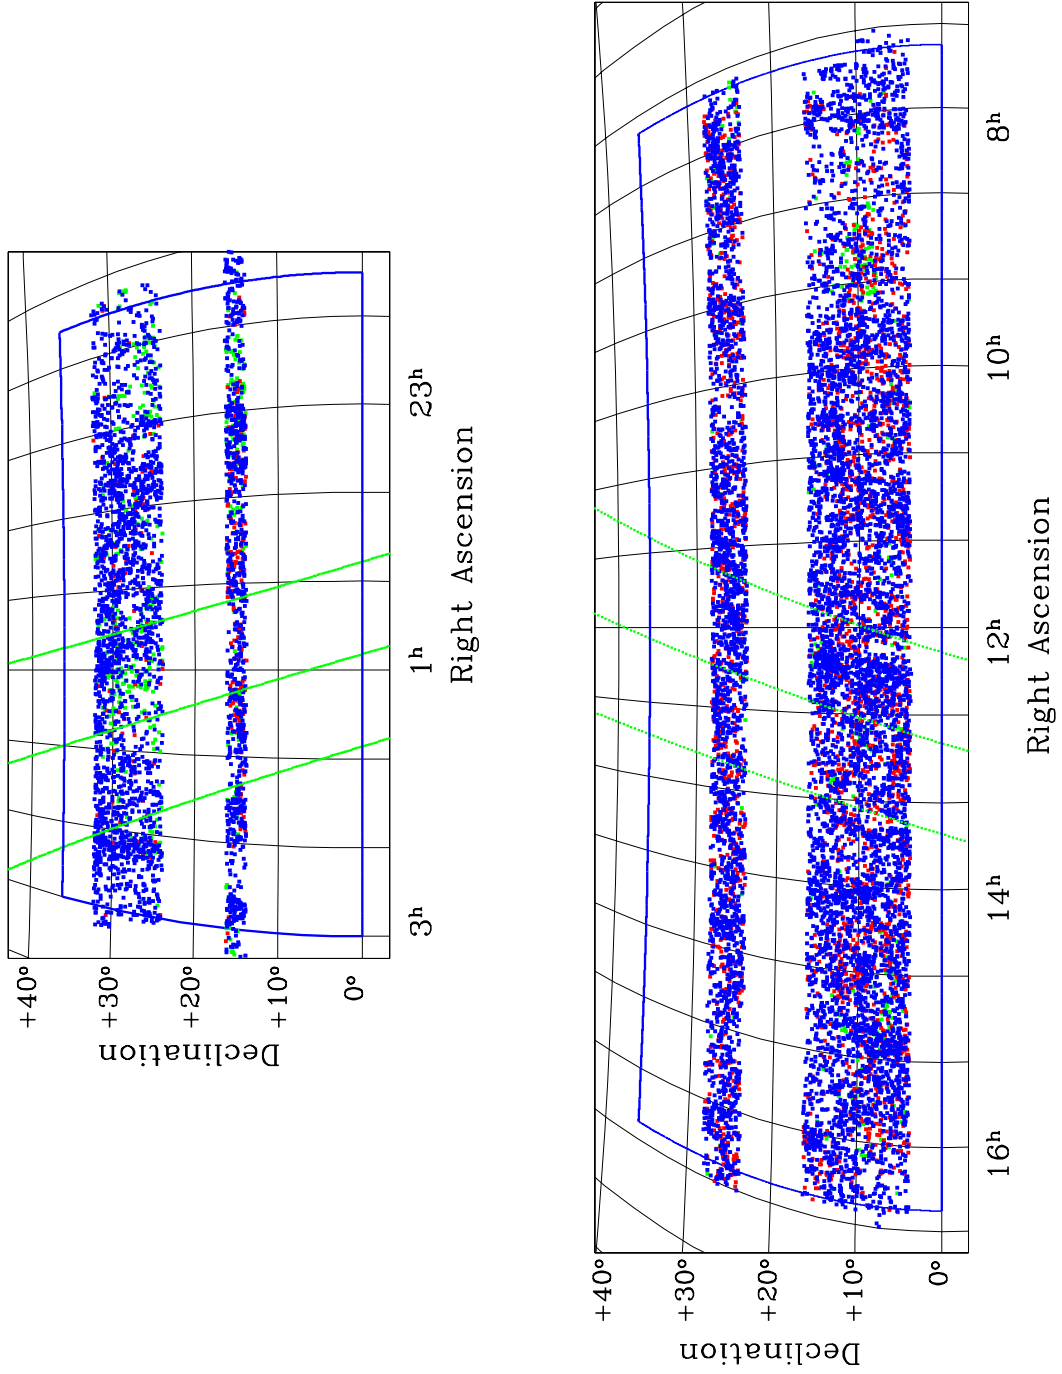 +40°
+30°
+20°
+10°
0°
Declination
23ʰ
1ʰ
3ʰ
Right Ascension
+40°
+30°
+20°
+10°
0°
Declination
8ʰ
10ʰ
12ʰ
14ʰ
16ʰ
Right Ascension